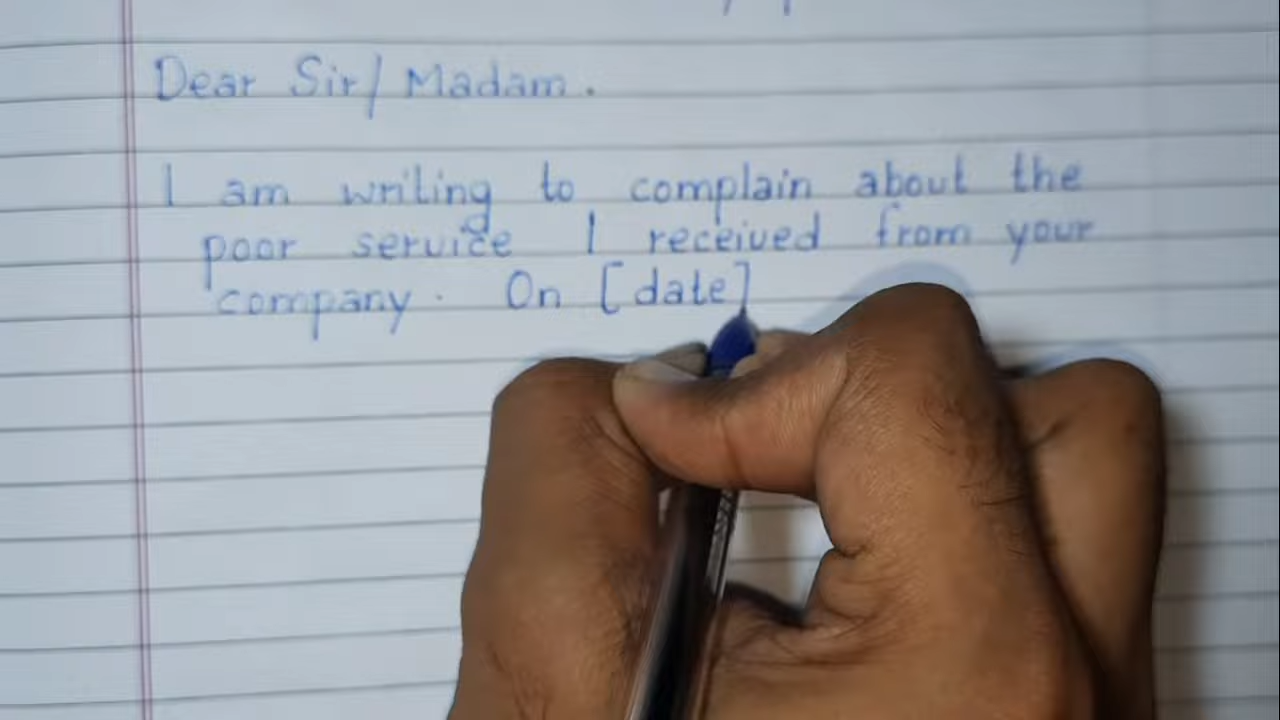 Dear Sir/Madam.
I am writing to complain about the
poor service I received from your
company. On [date]